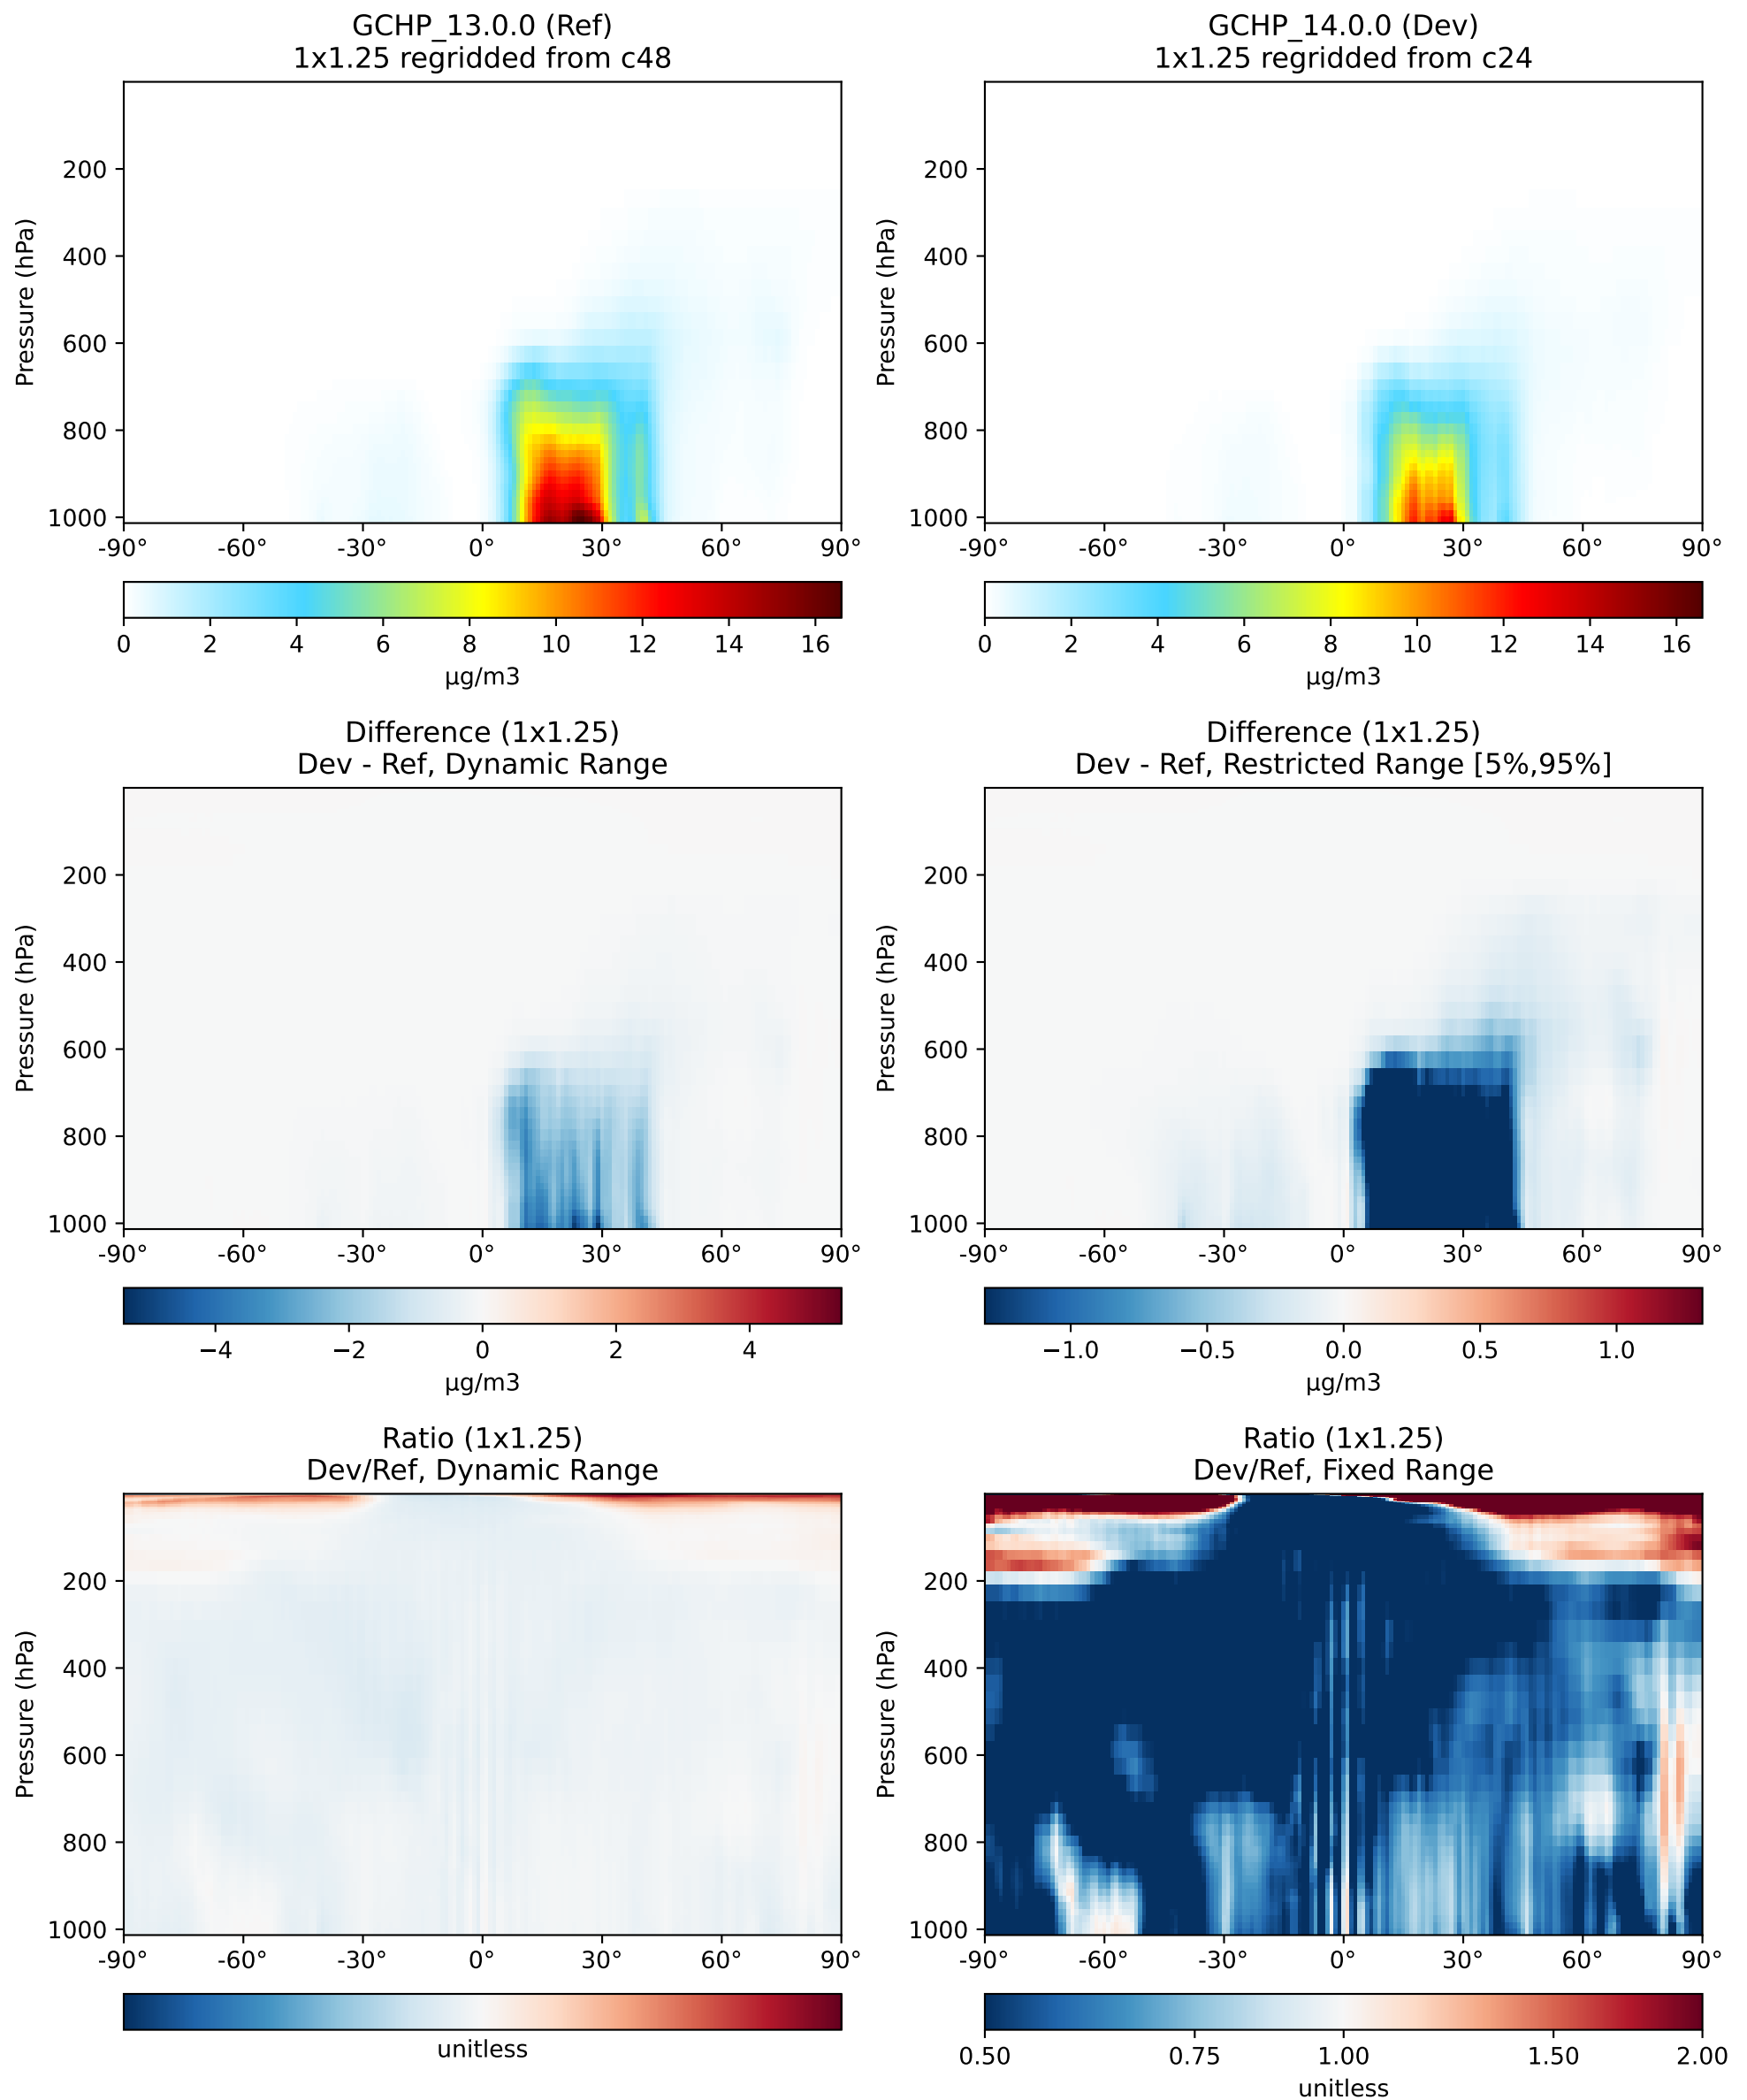 GCHP_13.0.0 (Ref)
1x1.25 regridded from c48
Pressure (hPa)
200
400
600
800
1000
-90° -60° -30° 0° 30° 60° 90°
0 2 4 6 8 10 12 14 16
µg/m3
GCHP_14.0.0 (Dev)
1x1.25 regridded from c24
Pressure (hPa)
200
400
600
800
1000
-90° -60° -30° 0° 30° 60° 90°
0 2 4 6 8 10 12 14 16
µg/m3
Difference (1x1.25)
Dev - Ref, Dynamic Range
Pressure (hPa)
200
400
600
800
1000
-90° -60° -30° 0° 30° 60° 90°
−4 −2 0 2 4
µg/m3
Difference (1x1.25)
Dev - Ref, Restricted Range [5%,95%]
Pressure (hPa)
200
400
600
800
1000
-90° -60° -30° 0° 30° 60° 90°
−1.0 −0.5 0.0 0.5 1.0
µg/m3
Ratio (1x1.25)
Dev/Ref, Dynamic Range
Pressure (hPa)
200
400
600
800
1000
-90° -60° -30° 0° 30° 60° 90°
unitless
Ratio (1x1.25)
Dev/Ref, Fixed Range
Pressure (hPa)
200
400
600
800
1000
-90° -60° -30° 0° 30° 60° 90°
0.50 0.75 1.00 1.50 2.00
unitless